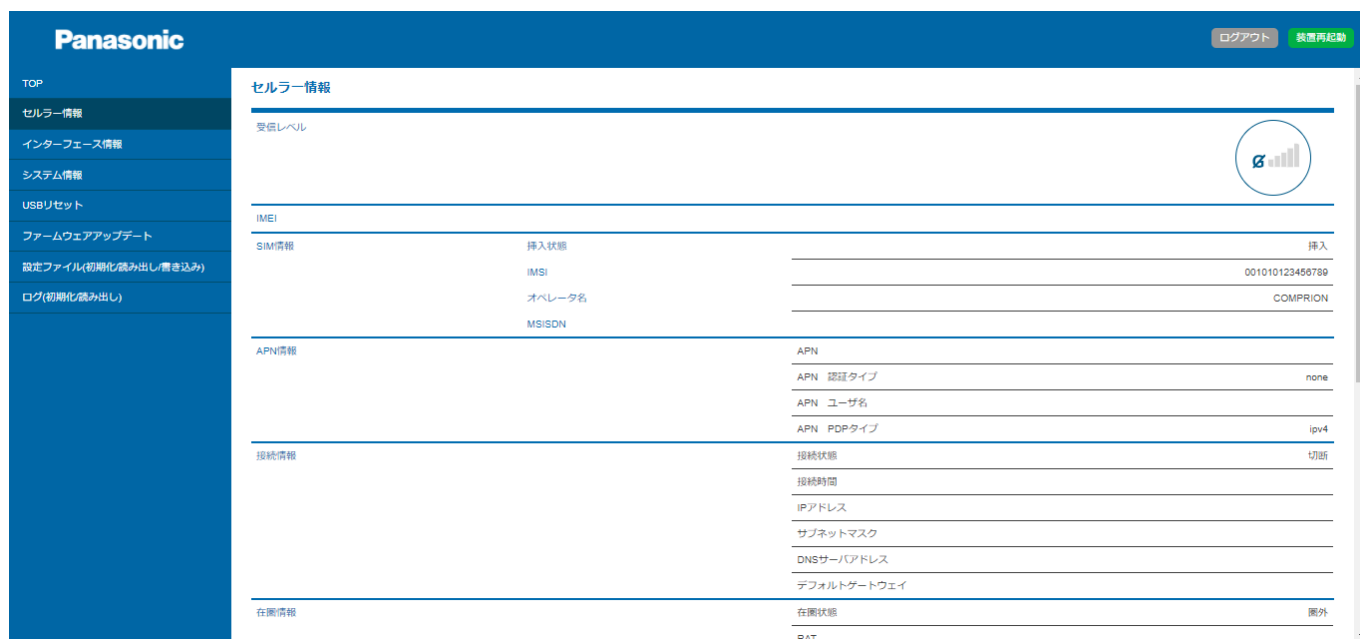 Panasonic
ログアウト 装置再起動
TOP
セルラー情報
インターフェース情報
システム情報
USBリセット
ファームウェアアップデート
設定ファイル(初期化/読み出し/書き込み)
ログ(初期化/読み出し)
セルラー情報
受信レベル
IMEI
SIM情報 挿入状態 挿入
IMSI 001010123456789
オペレータ名 COMPRION
MSISDN
APN情報 APN
APN 認証タイプ none
APN ユーザ名
APN PDPタイプ ipv4
接続情報 接続状態 切断
接続時間
IPアドレス
サブネットマスク
DNSサーバアドレス
デフォルトゲートウェイ
在圏情報 在圏状態 圏外
RAT